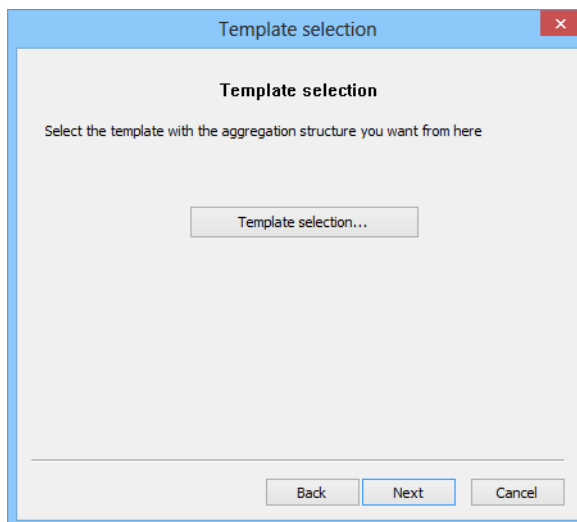 Template selection
Template selection
Select the template with the aggregation structure you want from here
Template selection...
Back Next Cancel